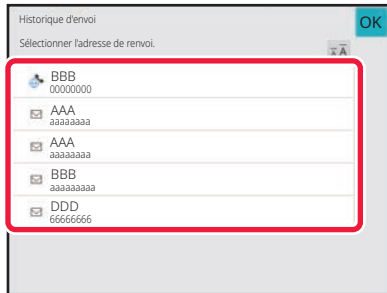 Historique d'envoi
OK
Sélectionner l'adresse de renvoi.
BBB
00000000
AAA
aaaaaaaa
AAA
aaaaaaaa
BBB
aaaaaaaaa
DDD
66666666